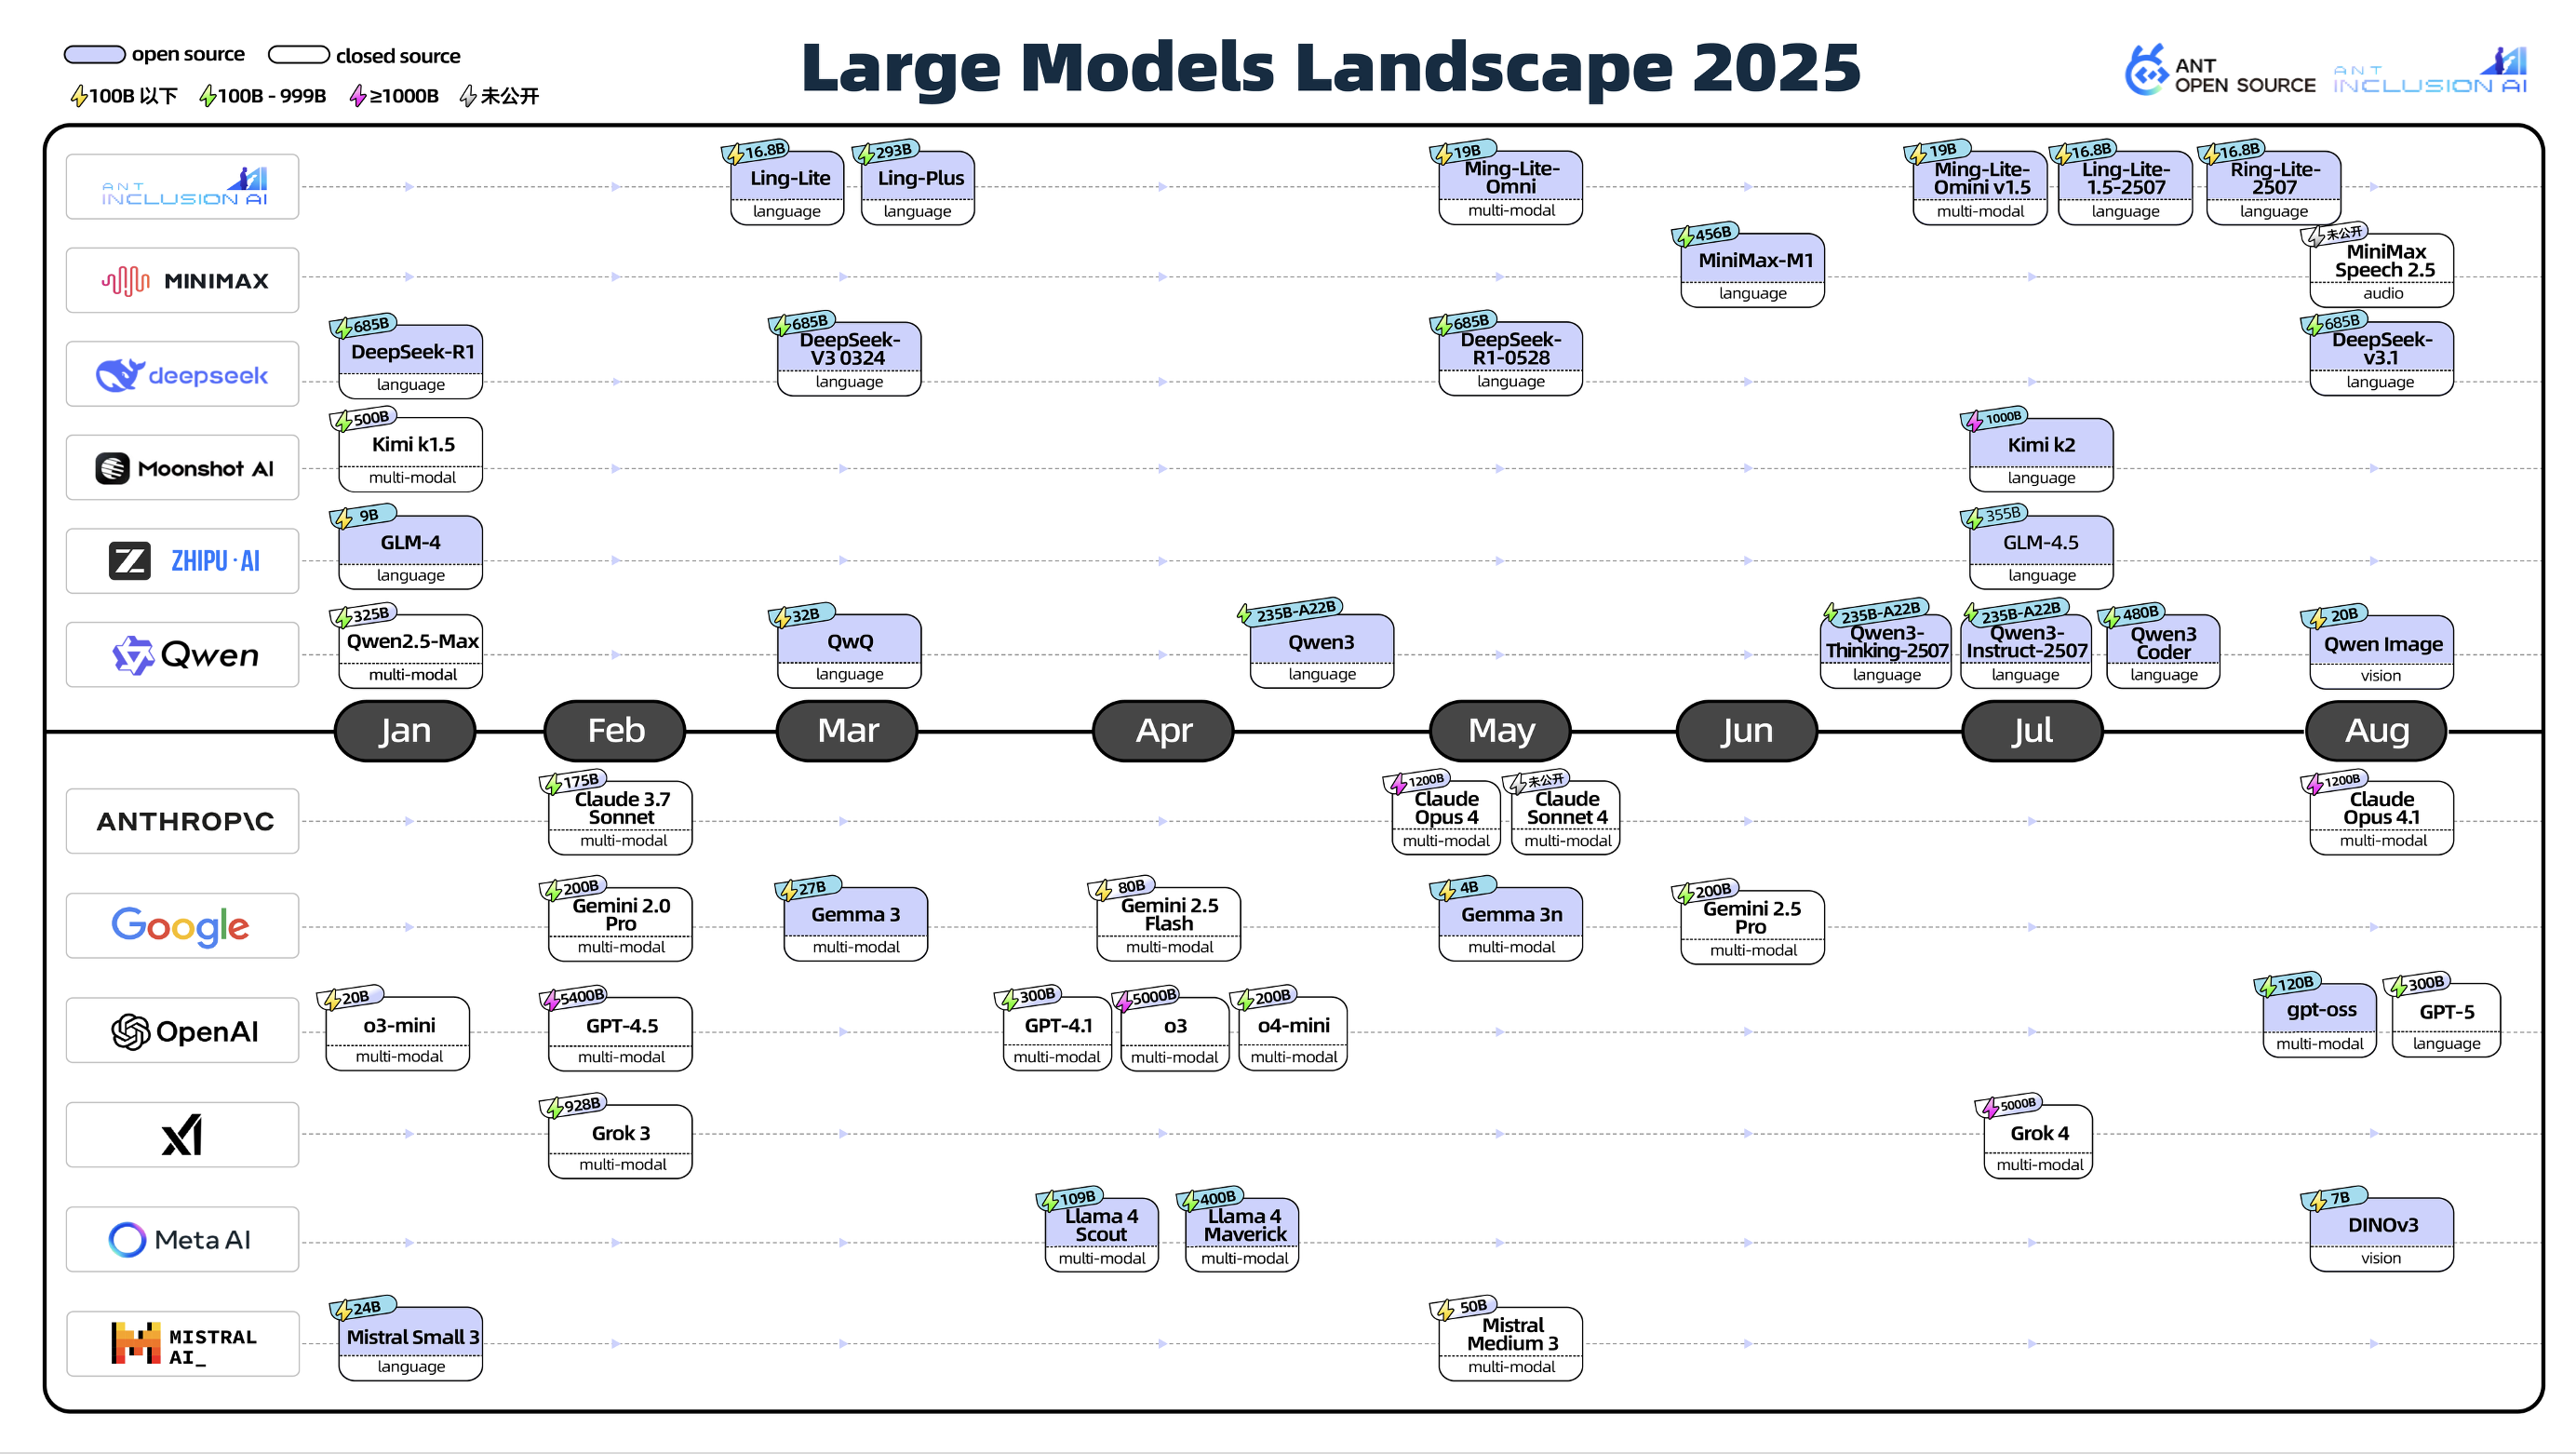 Large Models Landscape 2025
open source
closed source
100B 以下
100B - 999B
≥1000B
未公开
ANT
OPEN SOURCE
ANT
INCLUSION AI
ANT
INCLUSION AI
16.8B
Ling-Lite
language
293B
Ling-Plus
language
19B
Ming-Lite-
Omni
multi-modal
19B
Ming-Lite-
Omini v1.5
multi-modal
16.8B
Ling-Lite-
1.5-2507
language
16.8B
Ring-Lite-
2507
language
MINIMAX
456B
MiniMax-M1
language
未公开
MiniMax
Speech 2.5
audio
deepseek
685B
DeepSeek-R1
language
685B
DeepSeek-
V3 0324
language
685B
DeepSeek-
R1-0528
language
685B
DeepSeek-
v3.1
language
Moonshot AI
500B
Kimi k1.5
multi-modal
1000B
Kimi k2
language
ZHIPU·AI
9B
GLM-4
language
355B
GLM-4.5
language
Qwen
325B
Qwen2.5-Max
multi-modal
32B
QwQ
language
235B-A22B
Qwen3
language
235B-A22B
Qwen3-
Thinking-2507
language
235B-A22B
Qwen3-
Instruct-2507
language
480B
Qwen3
Coder
language
20B
Qwen Image
vision
Jan
Feb
Mar
Apr
May
Jun
Jul
Aug
ANTHROP\C
175B
Claude 3.7
Sonnet
multi-modal
1200B
Claude
Opus 4
multi-modal
未公开
Claude
Sonnet 4
multi-modal
1200B
Claude
Opus 4.1
multi-modal
Google
200B
Gemini 2.0
Pro
multi-modal
27B
Gemma 3
multi-modal
80B
Gemini 2.5
Flash
multi-modal
4B
Gemma 3n
multi-modal
200B
Gemini 2.5
Pro
multi-modal
OpenAI
20B
o3-mini
multi-modal
5400B
GPT-4.5
multi-modal
300B
GPT-4.1
multi-modal
5000B
o3
multi-modal
200B
o4-mini
multi-modal
120B
gpt-oss
multi-modal
300B
GPT-5
language
xI
928B
Grok 3
multi-modal
5000B
Grok 4
multi-modal
Meta AI
109B
Llama 4
Scout
multi-modal
400B
Llama 4
Maverick
multi-modal
7B
DINOv3
vision
MISTRAL
AI_
24B
Mistral Small 3
language
50B
Mistral
Medium 3
multi-modal